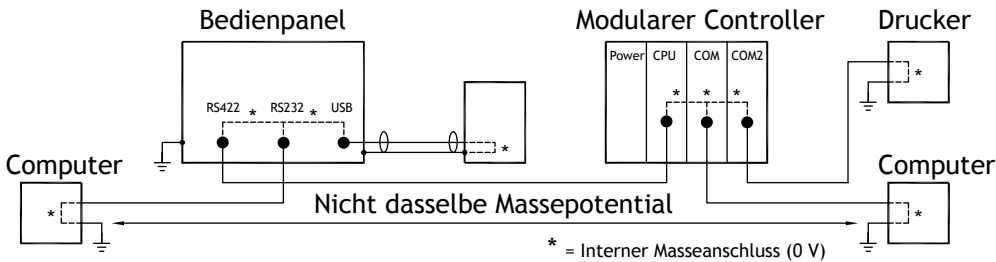 Bedienpanel
Modularer Controller
Drucker
Power CPU COM COM2
*
* * *
RS422 * RS232 * USB
*
Computer
Computer
*
Nicht dasselbe Massepotential
*
* = Interner Masseanschluss (0 V)